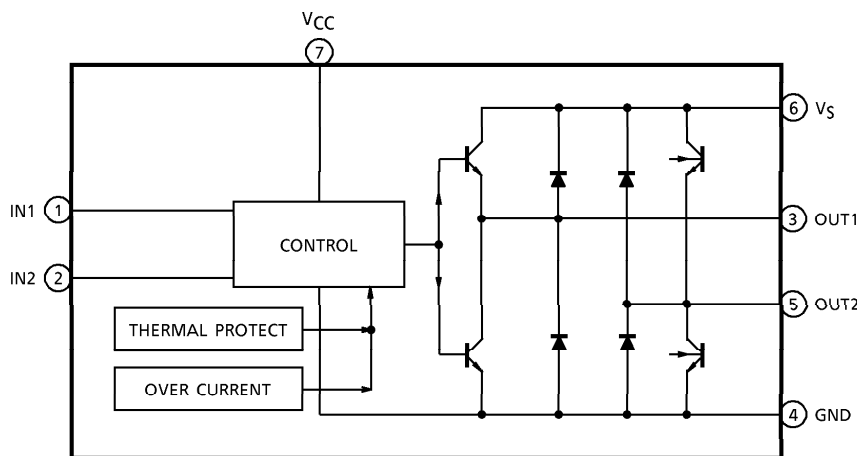 VCC
7
6 VS
IN1 1
3 OUT1
CONTROL
IN2 2
5 OUT2
THERMAL PROTECT
OVER CURRENT
4 GND